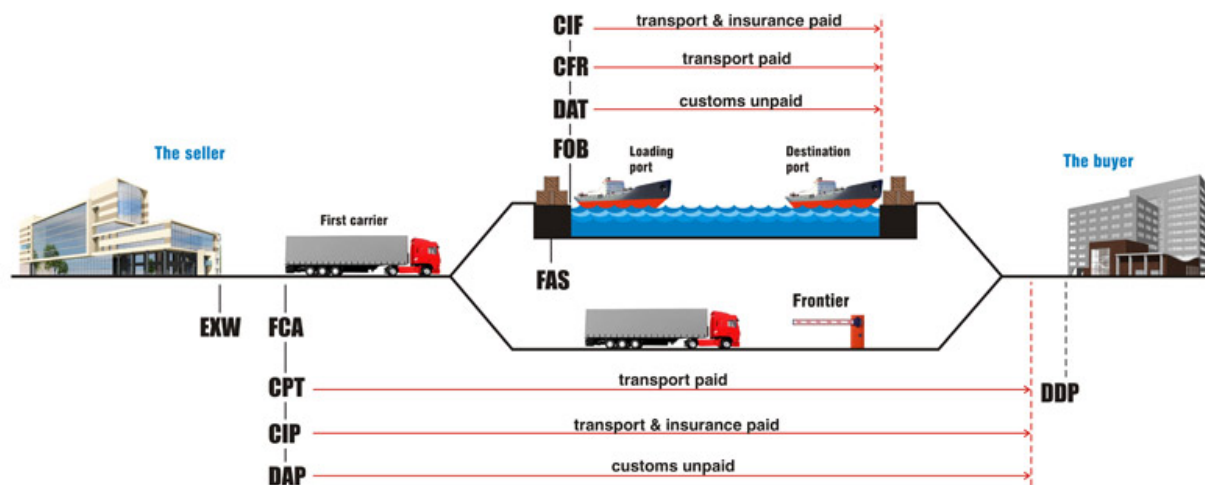 CIF
transport & insurance paid
CFR
transport paid
DAT
customs unpaid
FOB
The seller
Loading
port
Destination
port
The buyer
First carrier
FAS
Frontier
EXW
FCA
CPT
transport paid
DDP
CIP
transport & insurance paid
DAP
customs unpaid